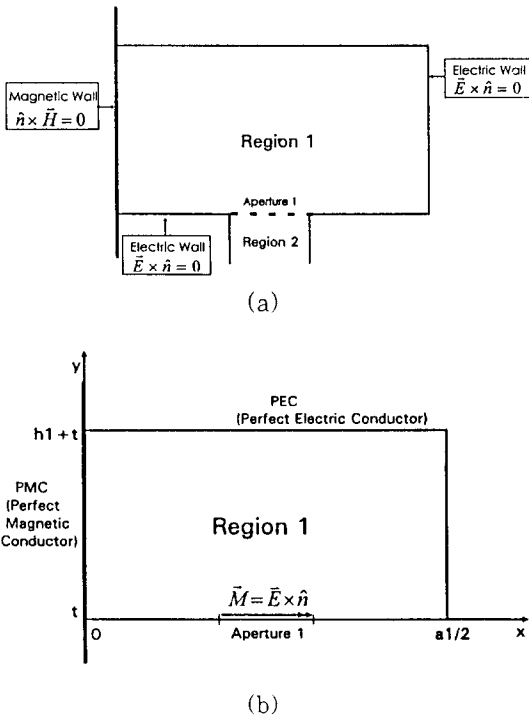 Magnetic Wall
n̂ × H⃗ = 0
Electric Wall
E⃗ × n̂ = 0
Region 1
Aperture 1
Region 2
Electric Wall
E⃗ × n̂ = 0
(a)
y
PEC
(Perfect Electric Conductor)
h1 + t
PMC
(Perfect
Magnetic
Conductor)
Region 1
M⃗ = E⃗ × n̂
t
0
Aperture 1
a1/2
x
(b)